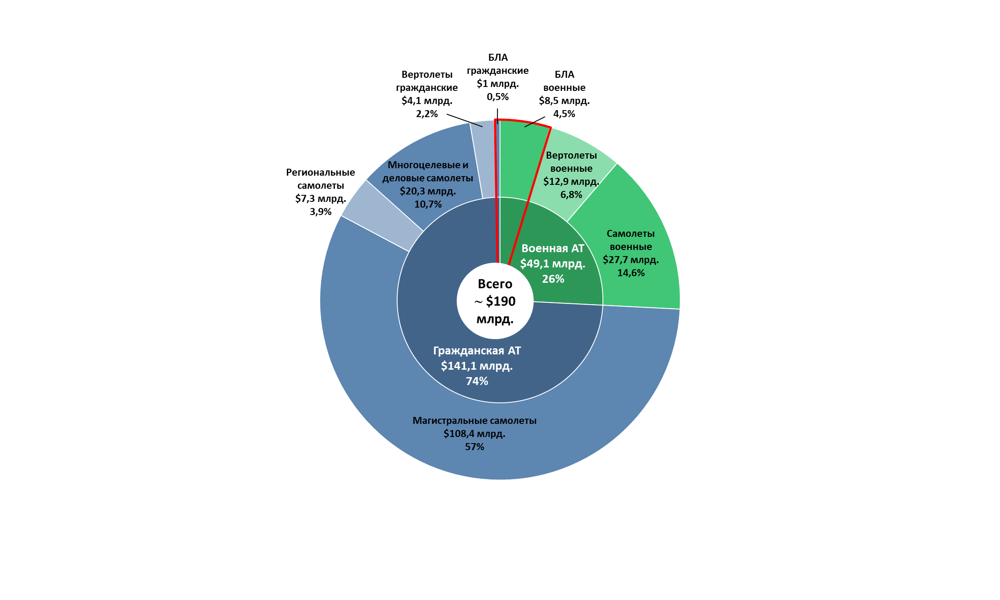 БЛА
гражданские
$1 млрд.
0,5%
Вертолеты
гражданские
$4,1 млрд.
2,2%
БЛА
военные
$8,5 млрд.
4,5%
Вертолеты
военные
$12,9 млрд.
6,8%
Многоцелевые и
деловые самолеты
$20,3 млрд.
10,7%
Региональные
самолеты
$7,3 млрд.
3,9%
Самолеты
военные
$27,7 млрд.
14,6%
Военная АТ
$49,1 млрд.
26%
Всего
~ $190
млрд.
Гражданская АТ
$141,1 млрд.
74%
Магистральные самолеты
$108,4 млрд.
57%